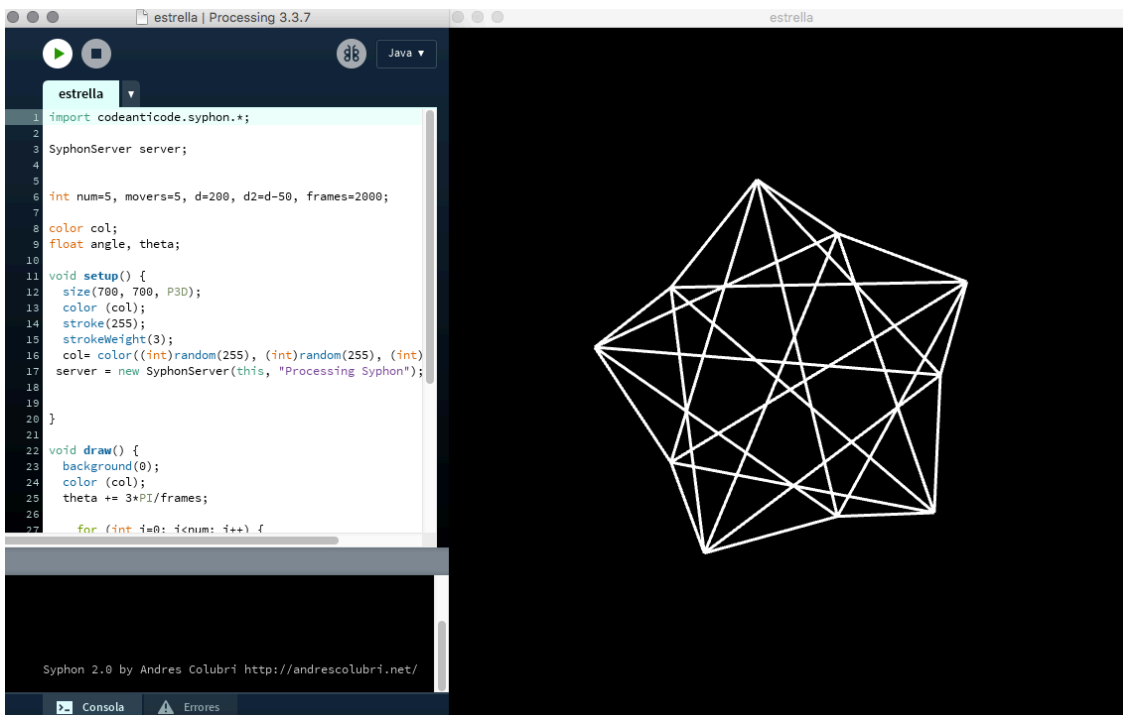 estrella | Processing 3.3.7
estrella
Java ▾
estrella ▾
1 import codeanticode.syphon.*;
2
3 SyphonServer server;
4
5
6 int num=5, movers=5, d=200, d2=d-50, frames=2000;
7
8 color col;
9 float angle, theta;
10
11 void setup() {
12 size(700, 700, P3D);
13 color (col);
14 stroke(255);
15 strokeWeight(3);
16 col= color((int)random(255), (int)random(255), (int)
17 server = new SyphonServer(this, "Processing Syphon");
18
19
20 }
21
22 void draw() {
23 background(0);
24 color (col);
25 theta += 3*PI/frames;
26
27 for (int i=0; i<num; i++) {
Syphon 2.0 by Andres Colubri http://andrescolubri.net/
Consola
Errores